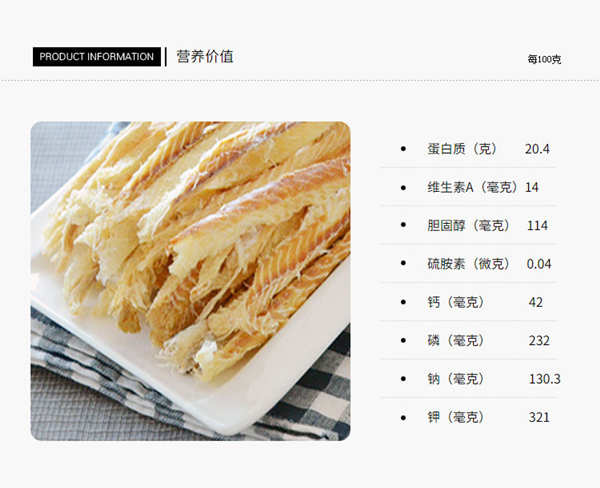 PRODUCT INFORMATION 营养价值 每100克
蛋白质（克） 20.4
维生素A（毫克） 14
胆固醇（毫克） 114
硫胺素（微克） 0.04
钙（毫克） 42
磷（毫克） 232
钠（毫克） 130.3
钾（毫克） 321